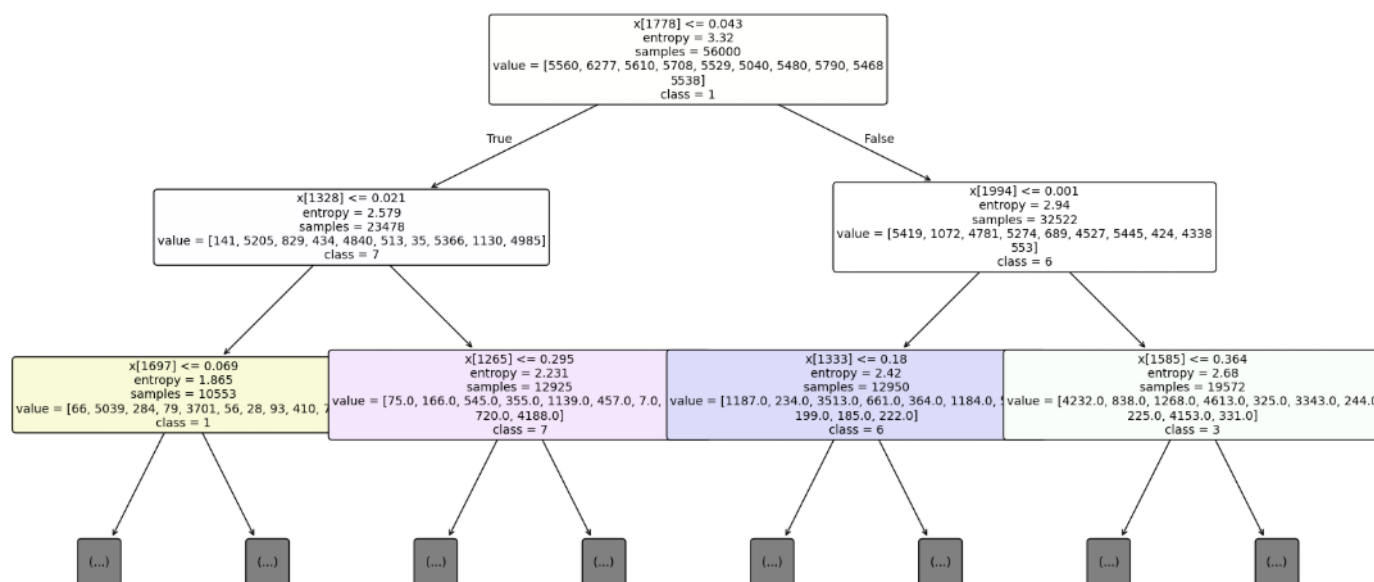 x[1778] <= 0.043
entropy = 3.32
samples = 56000
value = [5560, 6277, 5610, 5708, 5529, 5040, 5480, 5790, 5468
5538]
class = 1
True
False
x[1328] <= 0.021
entropy = 2.579
samples = 23478
value = [141, 5205, 829, 434, 4840, 513, 35, 5366, 1130, 4985]
class = 7
x[1994] <= 0.001
entropy = 2.94
samples = 32522
value = [5419, 1072, 4781, 5274, 689, 4527, 5445, 424, 4338
553]
class = 6
x[1697] <= 0.069
entropy = 1.865
samples = 10553
value = [66, 5039, 284, 79, 3701, 56, 28, 93, 410, 7
class = 1
x[1265] <= 0.295
entropy = 2.231
samples = 12925
value = [75.0, 166.0, 545.0, 355.0, 1139.0, 457.0, 7.0,
720.0, 4188.0]
class = 7
x[1333] <= 0.18
entropy = 2.42
samples = 12950
value = [1187.0, 234.0, 3513.0, 661.0, 364.0, 1184.0,
199.0, 185.0, 222.0]
class = 6
x[1585] <= 0.364
entropy = 2.68
samples = 19572
value = [4232.0, 838.0, 1268.0, 4613.0, 325.0, 3343.0, 244.0
225.0, 4153.0, 331.0]
class = 3
(...)
(...)
(...)
(...)
(...)
(...)
(...)
(...)